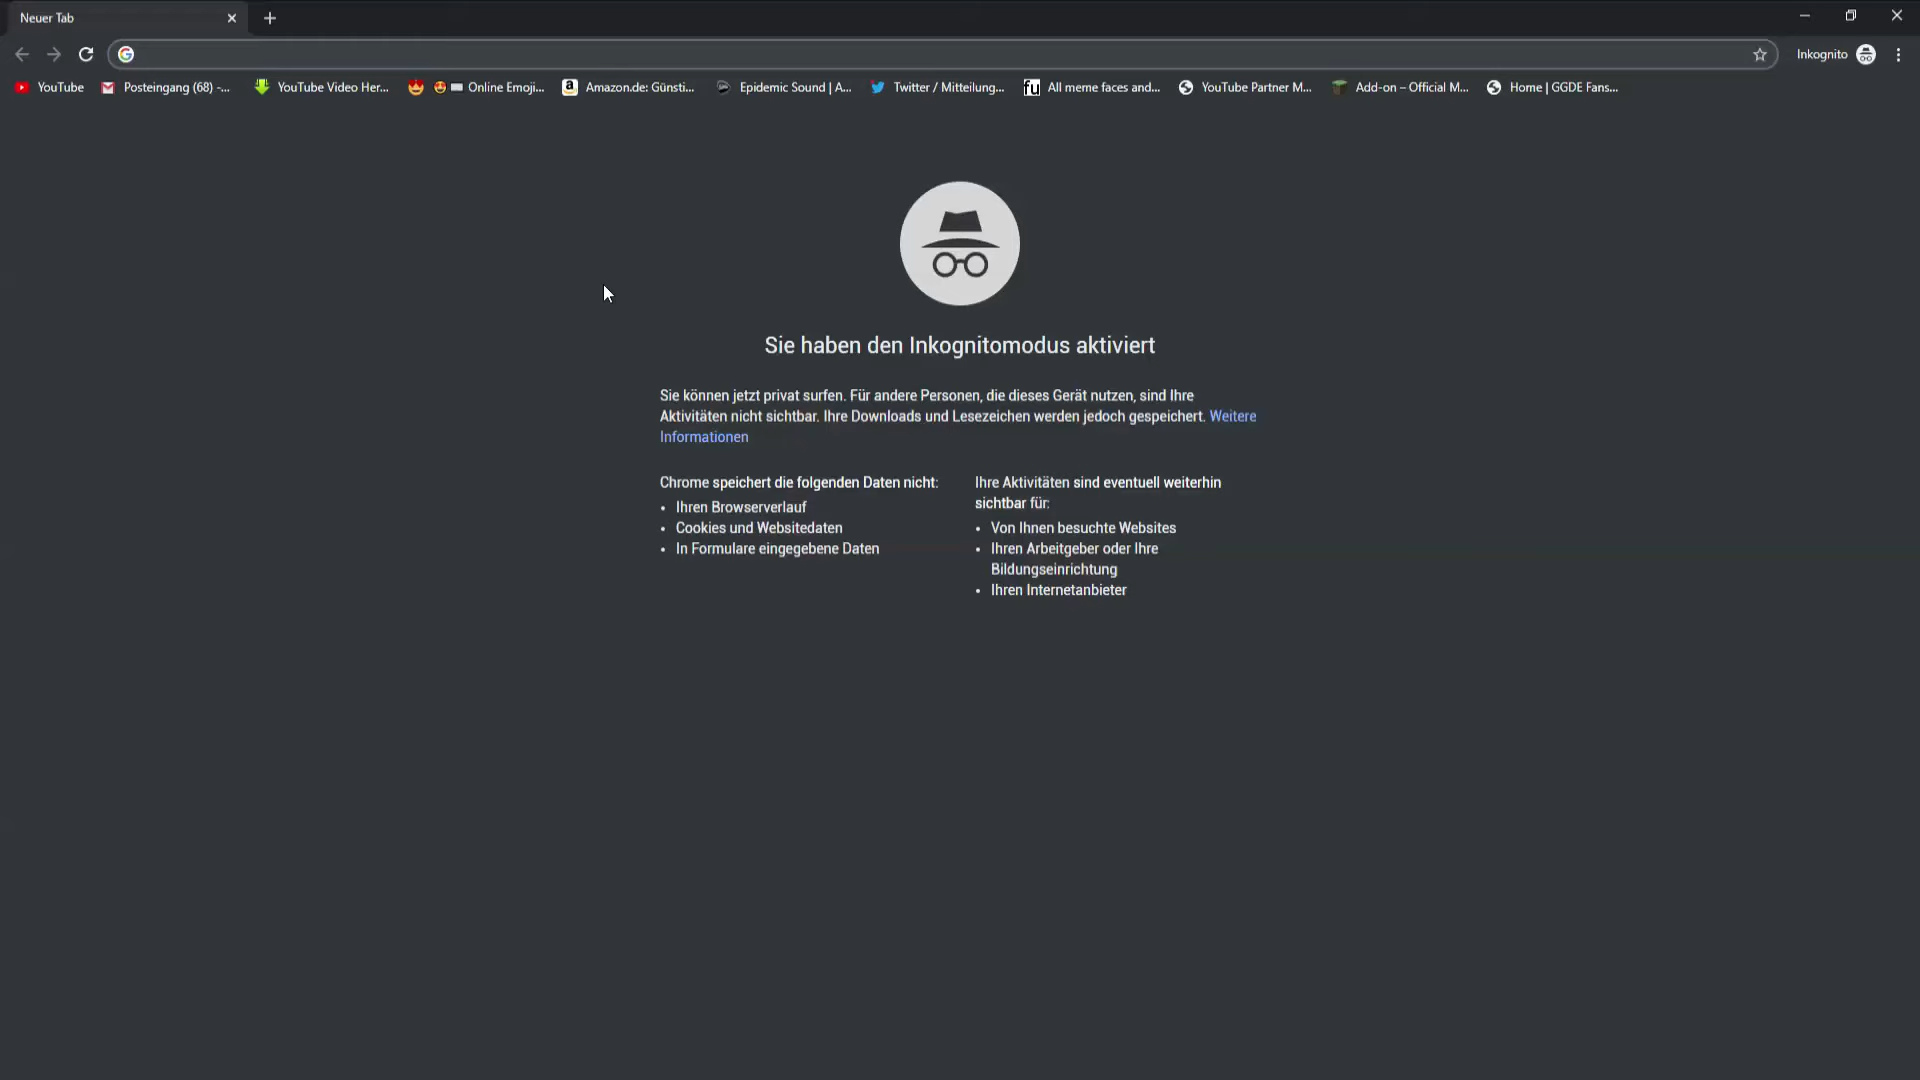 Neuer Tab
Inkognito
YouTube Posteingang (68) -... YouTube Video Her... Online Emoji... Amazon.de: Günsti... Epidemic Sound | A... Twitter / Mitteilung... fu All meme faces and... YouTube Partner M... Add-on – Official M... Home | GGDE Fans...
Sie haben den Inkognitomodus aktiviert
Sie können jetzt privat surfen. Für andere Personen, die dieses Gerät nutzen, sind Ihre
Aktivitäten nicht sichtbar. Ihre Downloads und Lesezeichen werden jedoch gespeichert. Weitere
Informationen
Chrome speichert die folgenden Daten nicht:
• Ihren Browserverlauf
• Cookies und Websitedaten
• In Formulare eingegebene Daten
Ihre Aktivitäten sind eventuell weiterhin
sichtbar für:
• Von Ihnen besuchte Websites
• Ihren Arbeitgeber oder Ihre
Bildungseinrichtung
• Ihren Internetanbieter